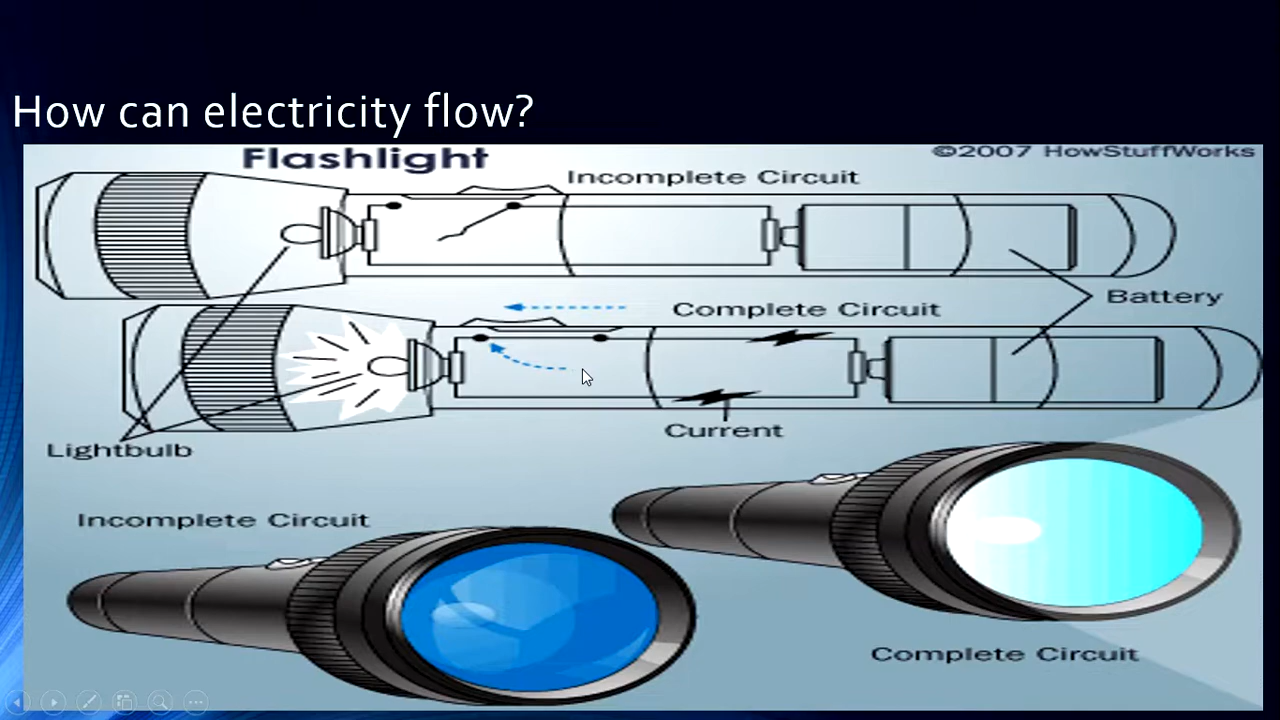 How can electricity flow?
Flashlight
©2007 HowStuffWorks
Incomplete Circuit
Battery
Complete Circuit
Current
Lightbulb
Incomplete Circuit
Complete Circuit